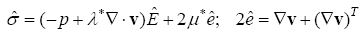 σ̂ = (-p + λ*∇ · v)Ê + 2μ*ê; 2ê = ∇v + (∇v)ᵀ